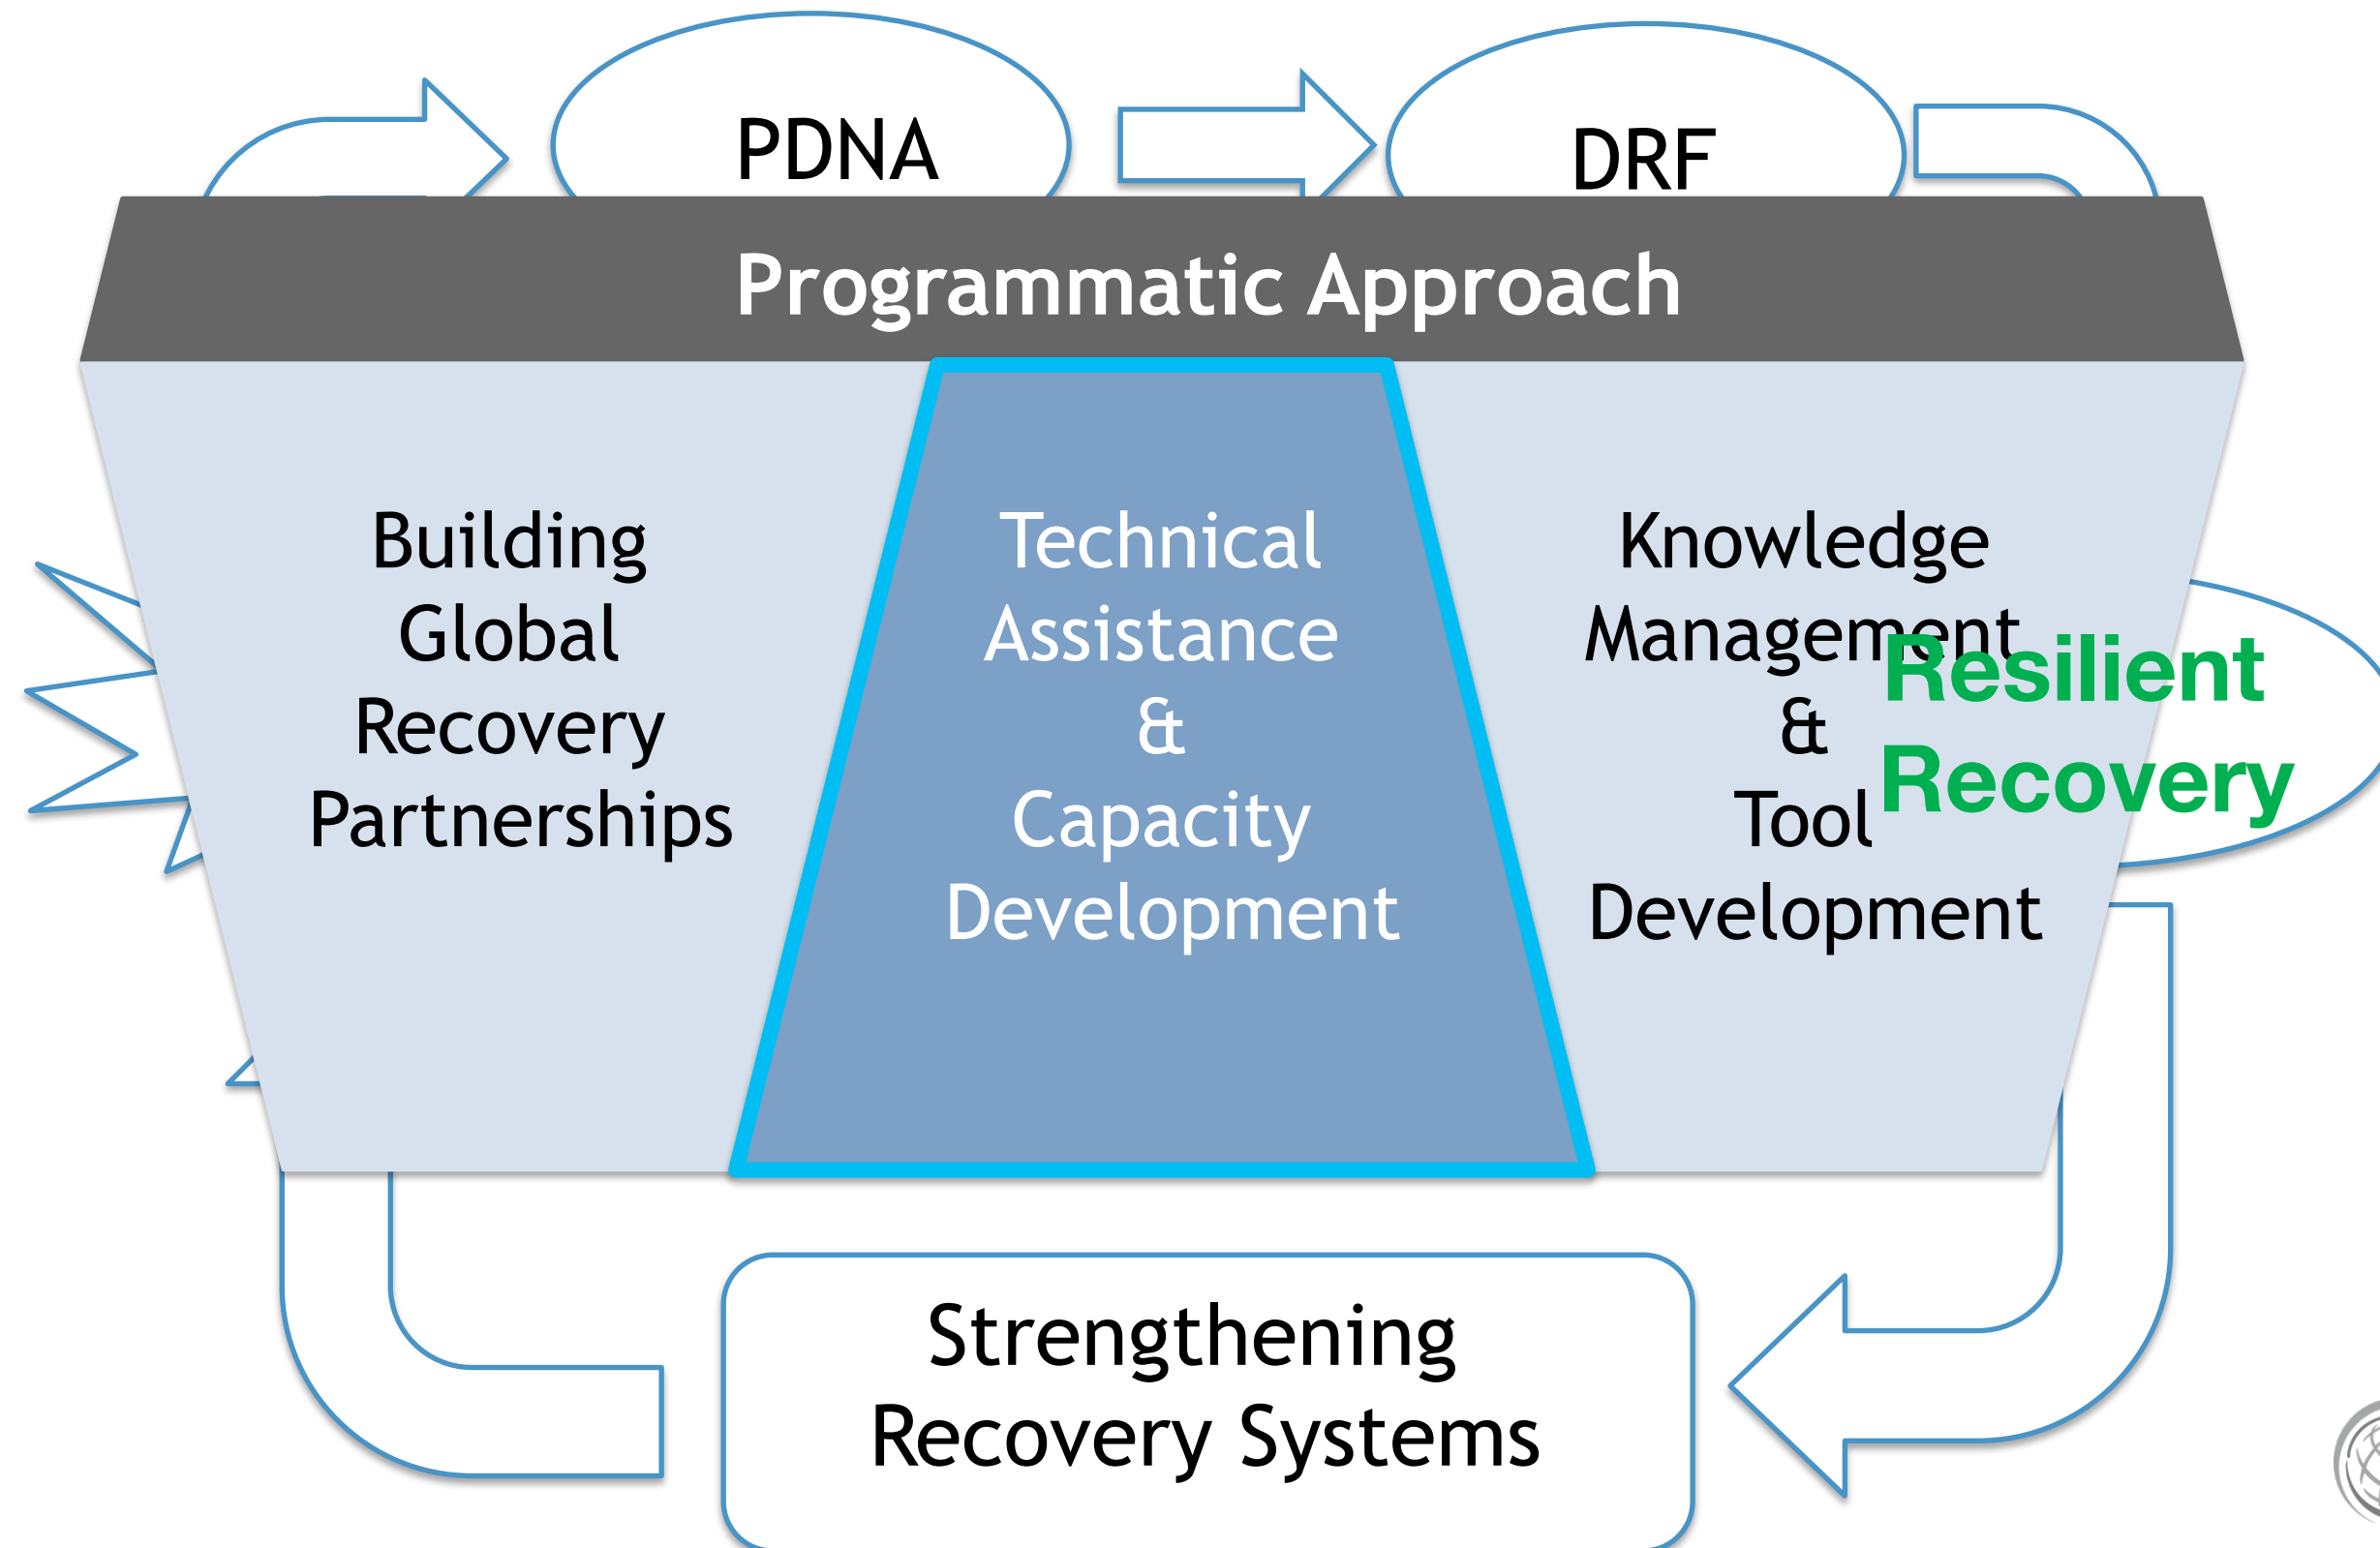 PDNA
DRF
Programmatic Approach
Building
Global
Recovery
Partnerships
Technical
Assistance
&
Capacity
Development
Knowledge
Management
&
Tool
Development
Resilient
Recovery
Strengthening
Recovery Systems